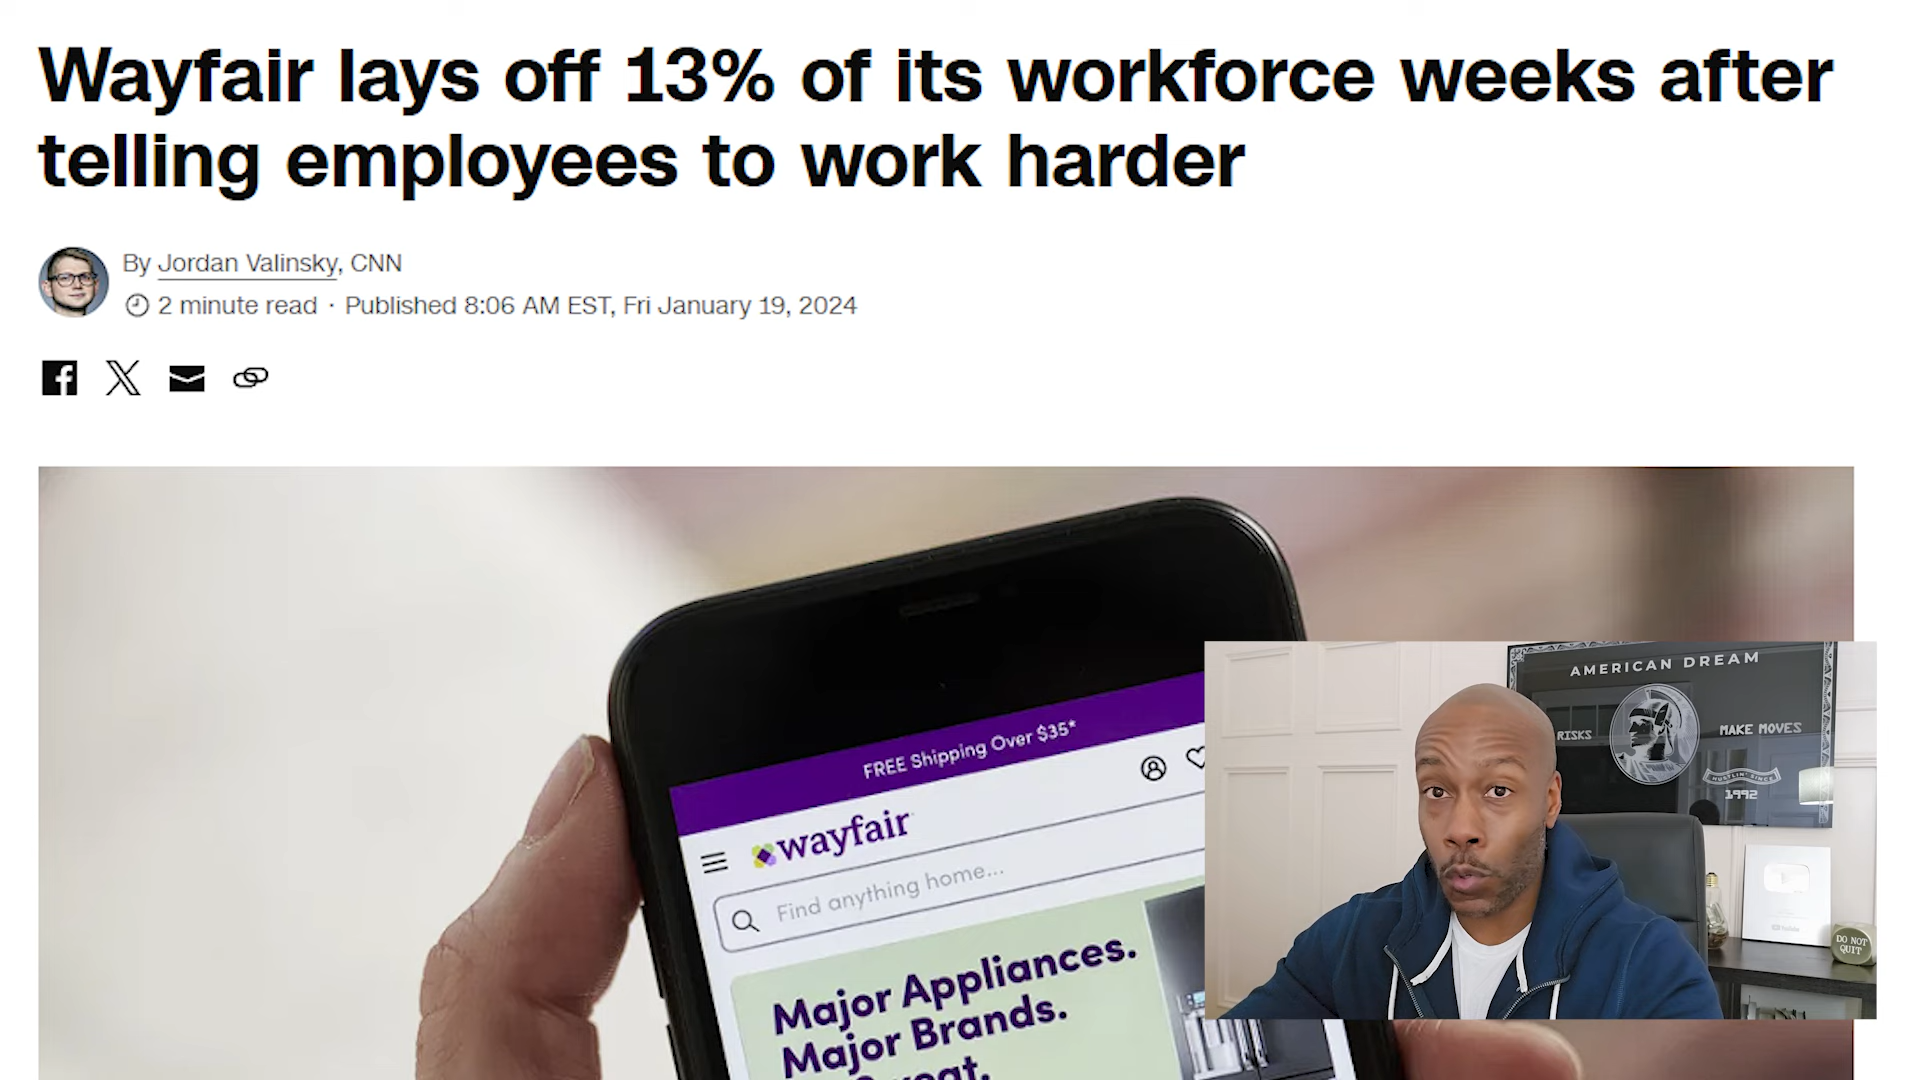 Wayfair lays off 13% of its workforce weeks after
telling employees to work harder
By Jordan Valinsky, CNN
2 minute read · Published 8:06 AM EST, Fri January 19, 2024
FREE Shipping Over $35*
wayfair
Find anything home...
Major Appliances.
Major Brands.
AMERICAN DREAM
RISKS
MAKE MOVES
HUSTLIN' SINCE
1992
DO NOT
QUIT